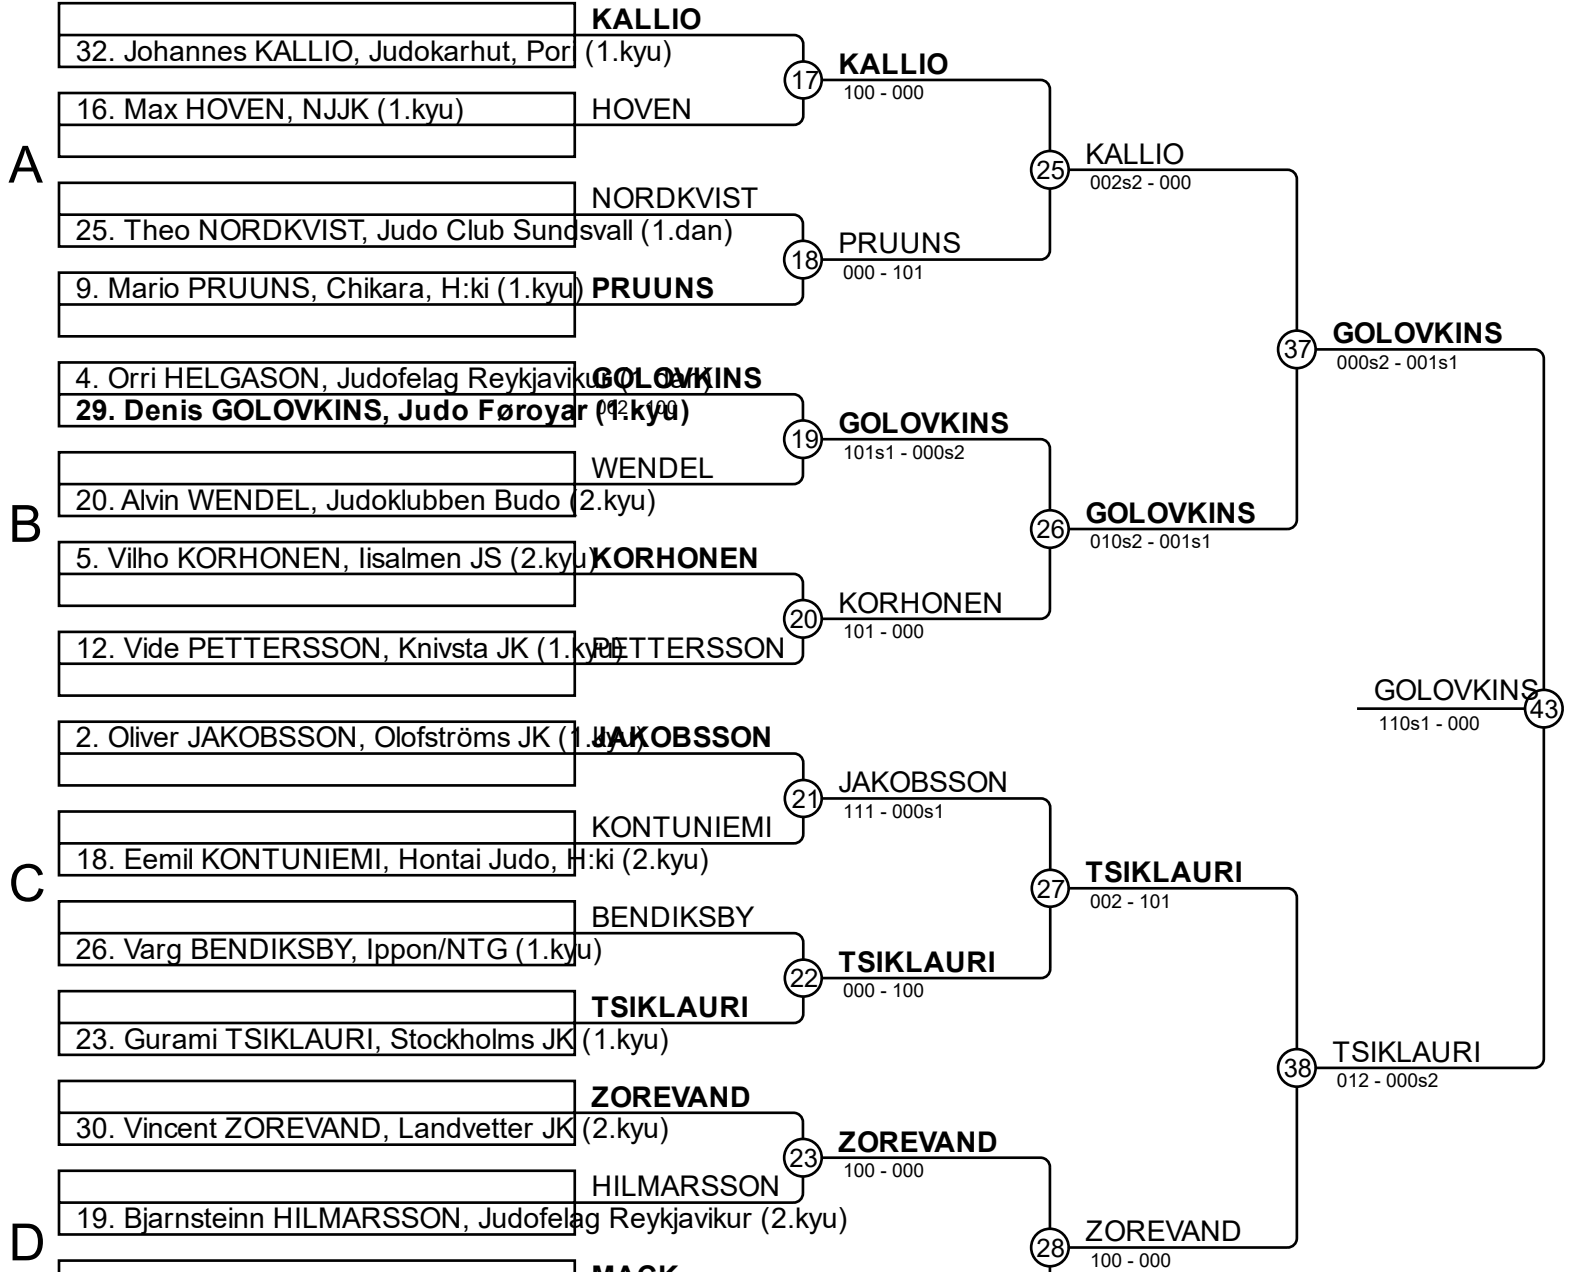 KALLIO
32. Johannes KALLIO, Judokarhut, Pori (1.kyu)
17
KALLIO
100 - 000
16. Max HOVEN, NJJK (1.kyu)
HOVEN
A
25
KALLIO
002s2 - 000
NORDKVIST
25. Theo NORDKVIST, Judo Club Sundsvall (1.dan)
18
PRUUNS
000 - 101
9. Mario PRUUNS, Chikara, H:ki (1.kyu)
PRUUNS
37
GOLOVKINS
000s2 - 001s1
4. Orri HELGASON, Judofelag Reykjavikur (1.dan)
GOLOVKINS
002 - 100
29. Denis GOLOVKINS, Judo Føroyar (1.kyu)
19
GOLOVKINS
101s1 - 000s2
WENDEL
20. Alvin WENDEL, Judoklubben Budo (2.kyu)
B
26
GOLOVKINS
010s2 - 001s1
5. Vilho KORHONEN, Iisalmen JS (2.kyu)
KORHONEN
20
KORHONEN
101 - 000
12. Vide PETTERSSON, Knivsta JK (1.kyu)
PETTERSSON
GOLOVKINS
43
110s1 - 000
2. Oliver JAKOBSSON, Olofströms JK (1.kyu)
JAKOBSSON
21
JAKOBSSON
111 - 000s1
KONTUNIEMI
18. Eemil KONTUNIEMI, Hontai Judo, H:ki (2.kyu)
C
27
TSIKLAURI
002 - 101
BENDIKSBY
26. Varg BENDIKSBY, Ippon/NTG (1.kyu)
22
TSIKLAURI
000 - 100
TSIKLAURI
23. Gurami TSIKLAURI, Stockholms JK (1.kyu)
38
TSIKLAURI
012 - 000s2
ZOREVAND
30. Vincent ZOREVAND, Landvetter JK (2.kyu)
23
ZOREVAND
100 - 000
HILMARSSON
19. Bjarnsteinn HILMARSSON, Judofelag Reykjavikur (2.kyu)
D
28
ZOREVAND
100 - 000
MACK